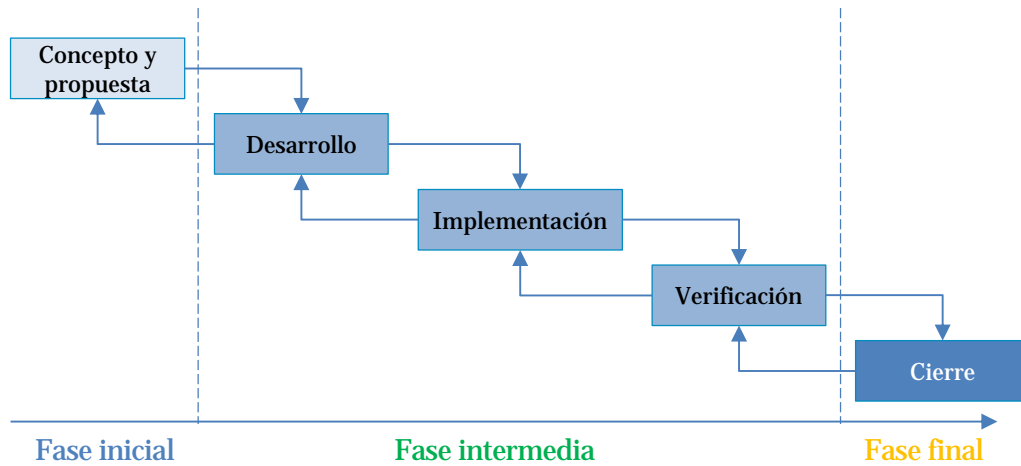 Concepto y
propuesta
Desarrollo
Implementación
Verificación
Cierre
Fase inicial
Fase intermedia
Fase final